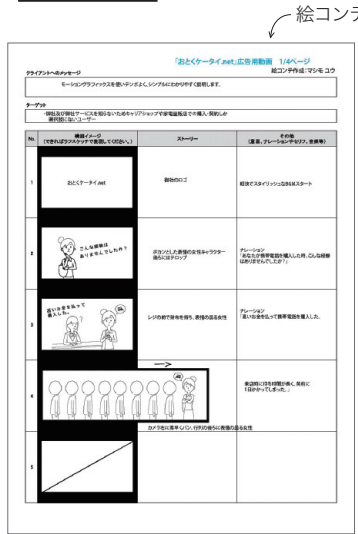 絵コンテ
「おとくケータイ.net」広告用動画 1/4ページ
クライアントへのメッセージ
絵コンテ作成：マシモ ユウ
モーショングラフィックスを使いテンポよく、シンプルにわかりやすく説明します。
ターゲット
・御社及び御社サービスを知らないためキャリアショップや家電量販店での購入・契約しか
選択肢にないユーザー
No.
構図イメージ
（できればラフスケッチで表現してください。）
ストーリー
その他
（音楽、ナレーションやセリフ、効果等）
1
おとくケータイ.net
御社のロゴ
軽快でスタイリッシュなBGMスタート
2
こんな経験は
ありませんでしたか？
ポカンとした表情の女性キャラクター
後ろにはテロップ
ナレーション
「あなたが携帯電話を購入した時、こんな経験
はありませんでしたか？」
3
高いお金を払って
購入した。
レジの前で財布を持ち、表情の曇る女性
ナレーション
「高いお金を払って携帯電話を購入した。
4
カメラ右に素早くパン、行列の後ろに表情の曇る女性
来店時に待ち時間が長く、契約に
1日かかってしまった。」
5